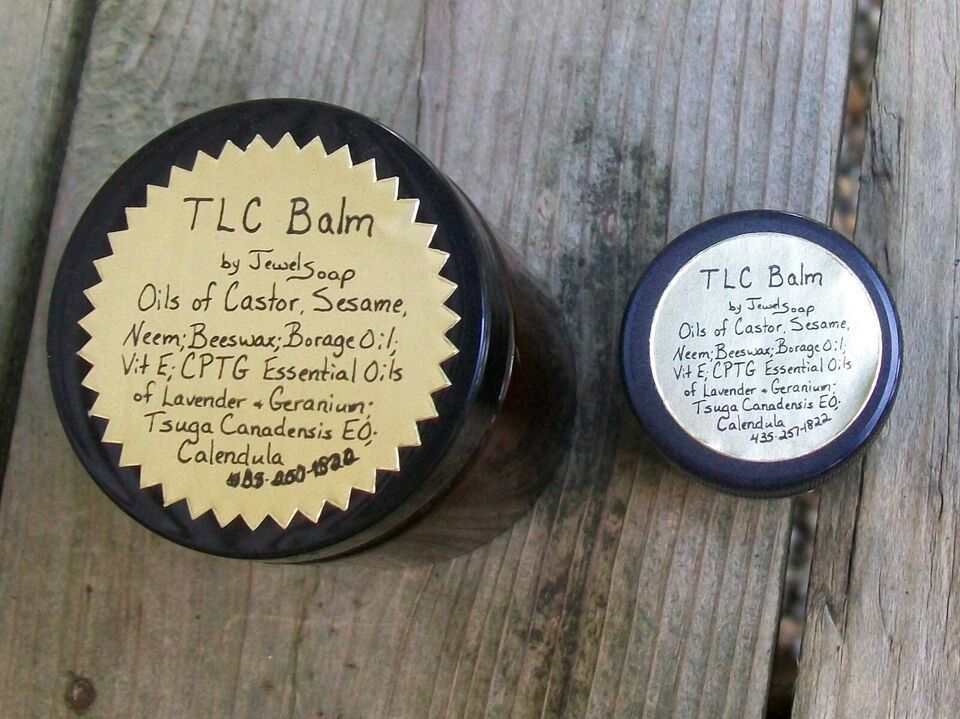 TLC Balm
by JewelSoap
Oils of Castor, Sesame,
Neem; Beeswax; Borage Oil;
Vit E; CPTG Essential Oils
of Lavender + Geranium;
Tsuga Canadensis EO;
Calendula
TLC Balm
by JewelSoap
Oils of Castor, Sesame,
Neem; Beeswax; Borage Oil;
Vit E; CPTG Essential Oils
of Lavender + Geranium;
Tsuga Canadensis EO;
Calendula
435-257-1822